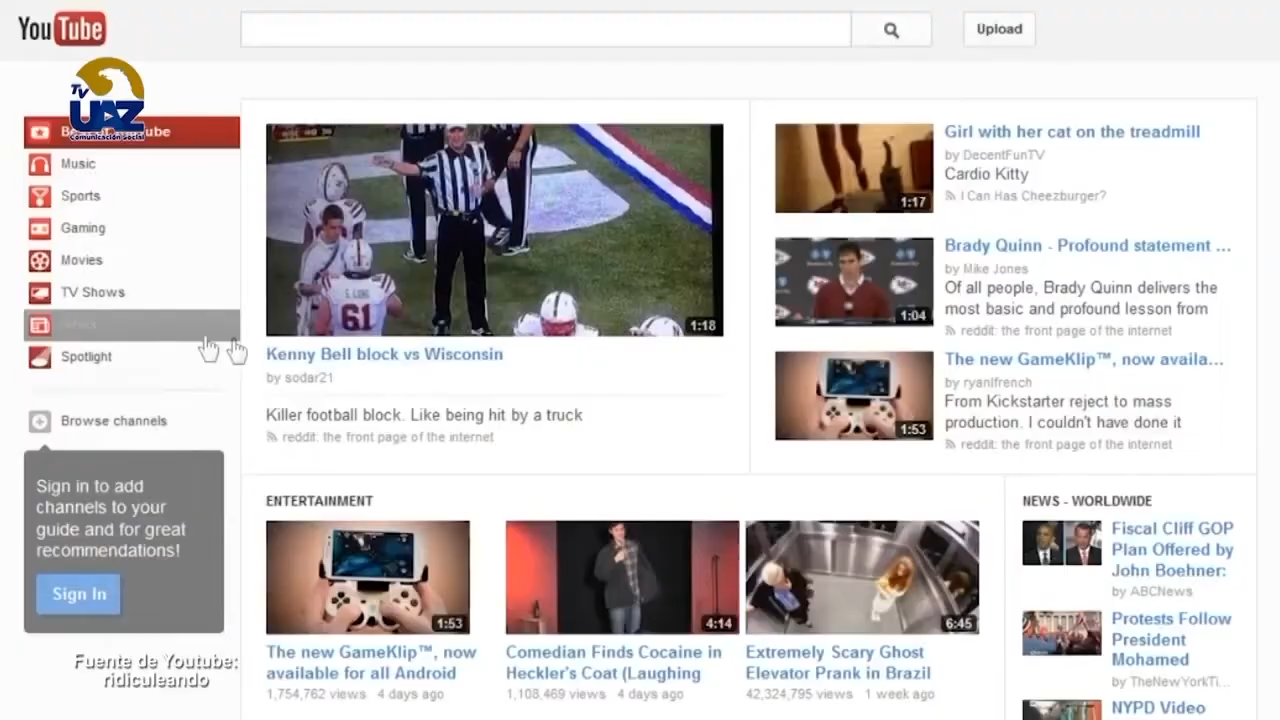 YouTube
Upload
TV
UAZ
Comunicación Social
Music
Sports
Gaming
Movies
TV Shows
Spotlight
Browse channels
Sign in to add
channels to your
guide and for great
recommendations!
Sign In
Fuente de Youtube:
ridiculeando
61
1:18
Kenny Bell block vs Wisconsin
by sodar21
Killer football block. Like being hit by a truck
reddit: the front page of the internet
1:17
Girl with her cat on the treadmill
by DecentFunTV
Cardio Kitty
I Can Has Cheezburger?
1:04
Brady Quinn - Profound statement ...
by Mike Jones
Of all people, Brady Quinn delivers the
most basic and profound lesson from
reddit: the front page of the internet
1:53
The new GameKlip™, now availa...
by ryanlfrench
From Kickstarter reject to mass
production. I couldn't have done it
reddit: the front page of the internet
ENTERTAINMENT
1:53
The new GameKlip™, now
available for all Android
1,754,762 views 4 days ago
4:14
Comedian Finds Cocaine in
Heckler's Coat (Laughing
1,108,469 views 4 days ago
6:45
Extremely Scary Ghost
Elevator Prank in Brazil
42,324,795 views 1 week ago
NEWS - WORLDWIDE
Fiscal Cliff GOP
Plan Offered by
John Boehner:
by ABCNews
Protests Follow
President
Mohamed
by TheNewYorkTi...
NYPD Video